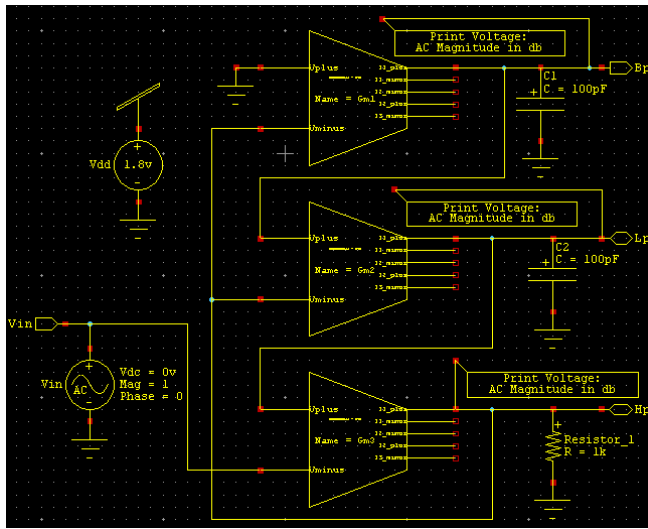 Print Voltage:
AC Magnitude in db
Uplus
Name = Gm1
Uminus
Bp
C1
C = 100pF
Vdd
1.8v
Print Voltage:
AC Magnitude in db
Uplus
Name = Gm2
Uminus
Lp
C2
C = 100pF
Vin
Vin
AC
Vdc = 0v
Mag = 1
Phase = 0
Print Voltage:
AC Magnitude in db
Uplus
Name = Gm3
Uminus
Hp
Resistor_1
R = 1k